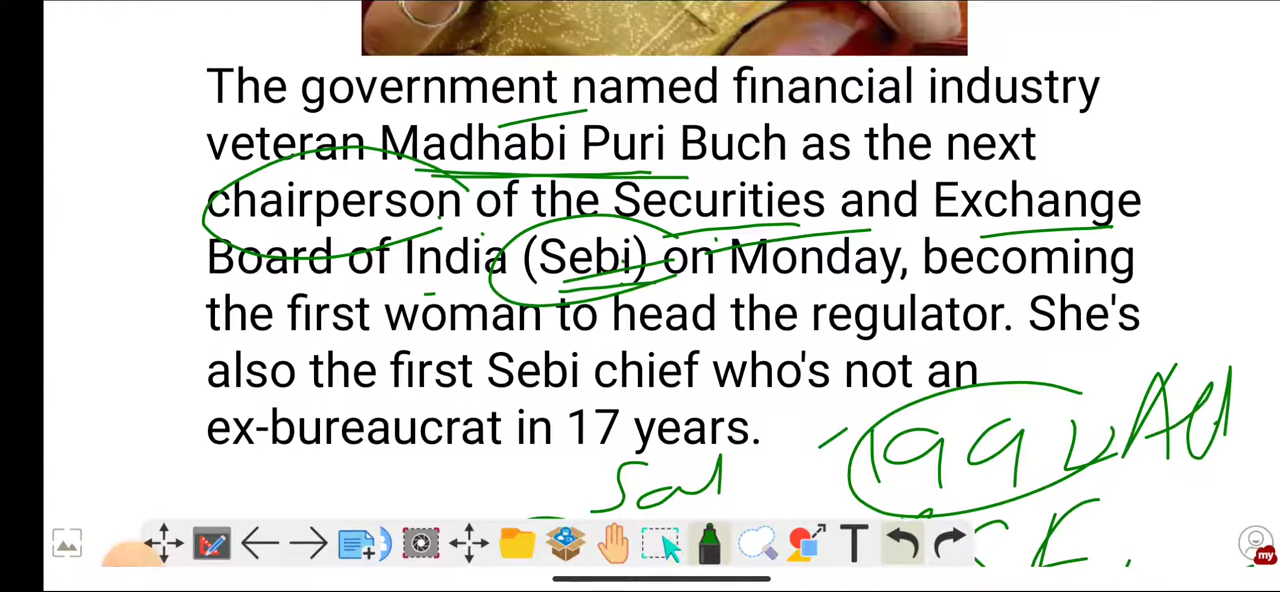 The government named financial industry
veteran Madhabi Puri Buch as the next
chairperson of the Securities and Exchange
Board of India (Sebi) on Monday, becoming
the first woman to head the regulator. She's
also the first Sebi chief who's not an
ex-bureaucrat in 17 years.
1992 Act
T
my